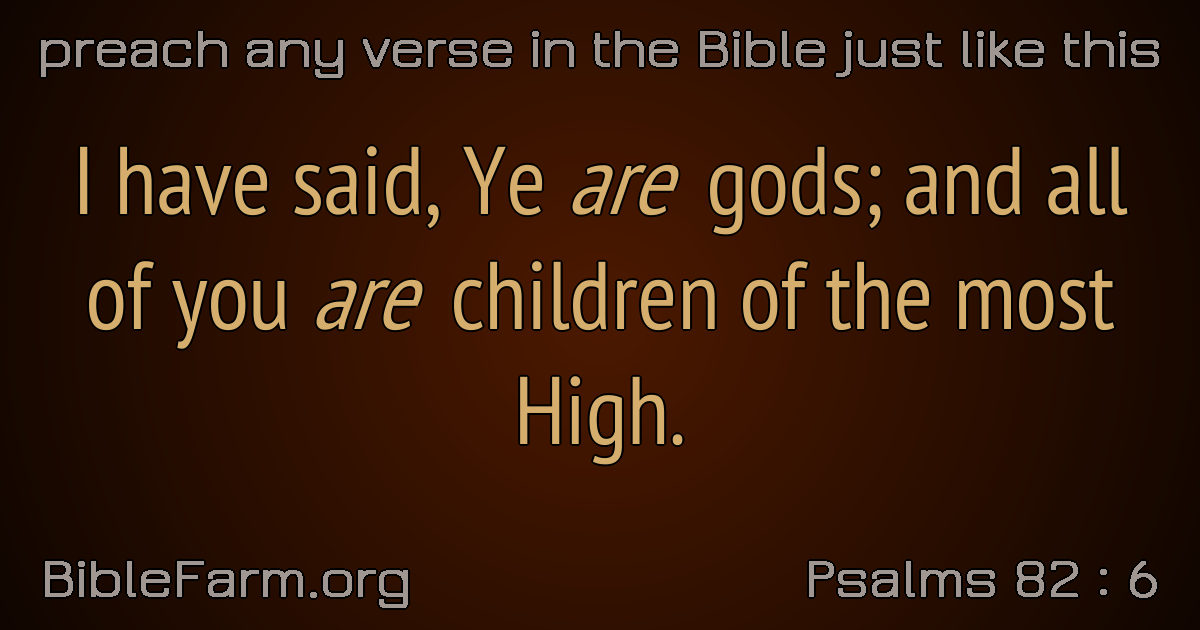 preach any verse in the Bible just like this
I have said, Ye are gods; and all
of you are children of the most
High.
BibleFarm.org
Psalms 82 : 6